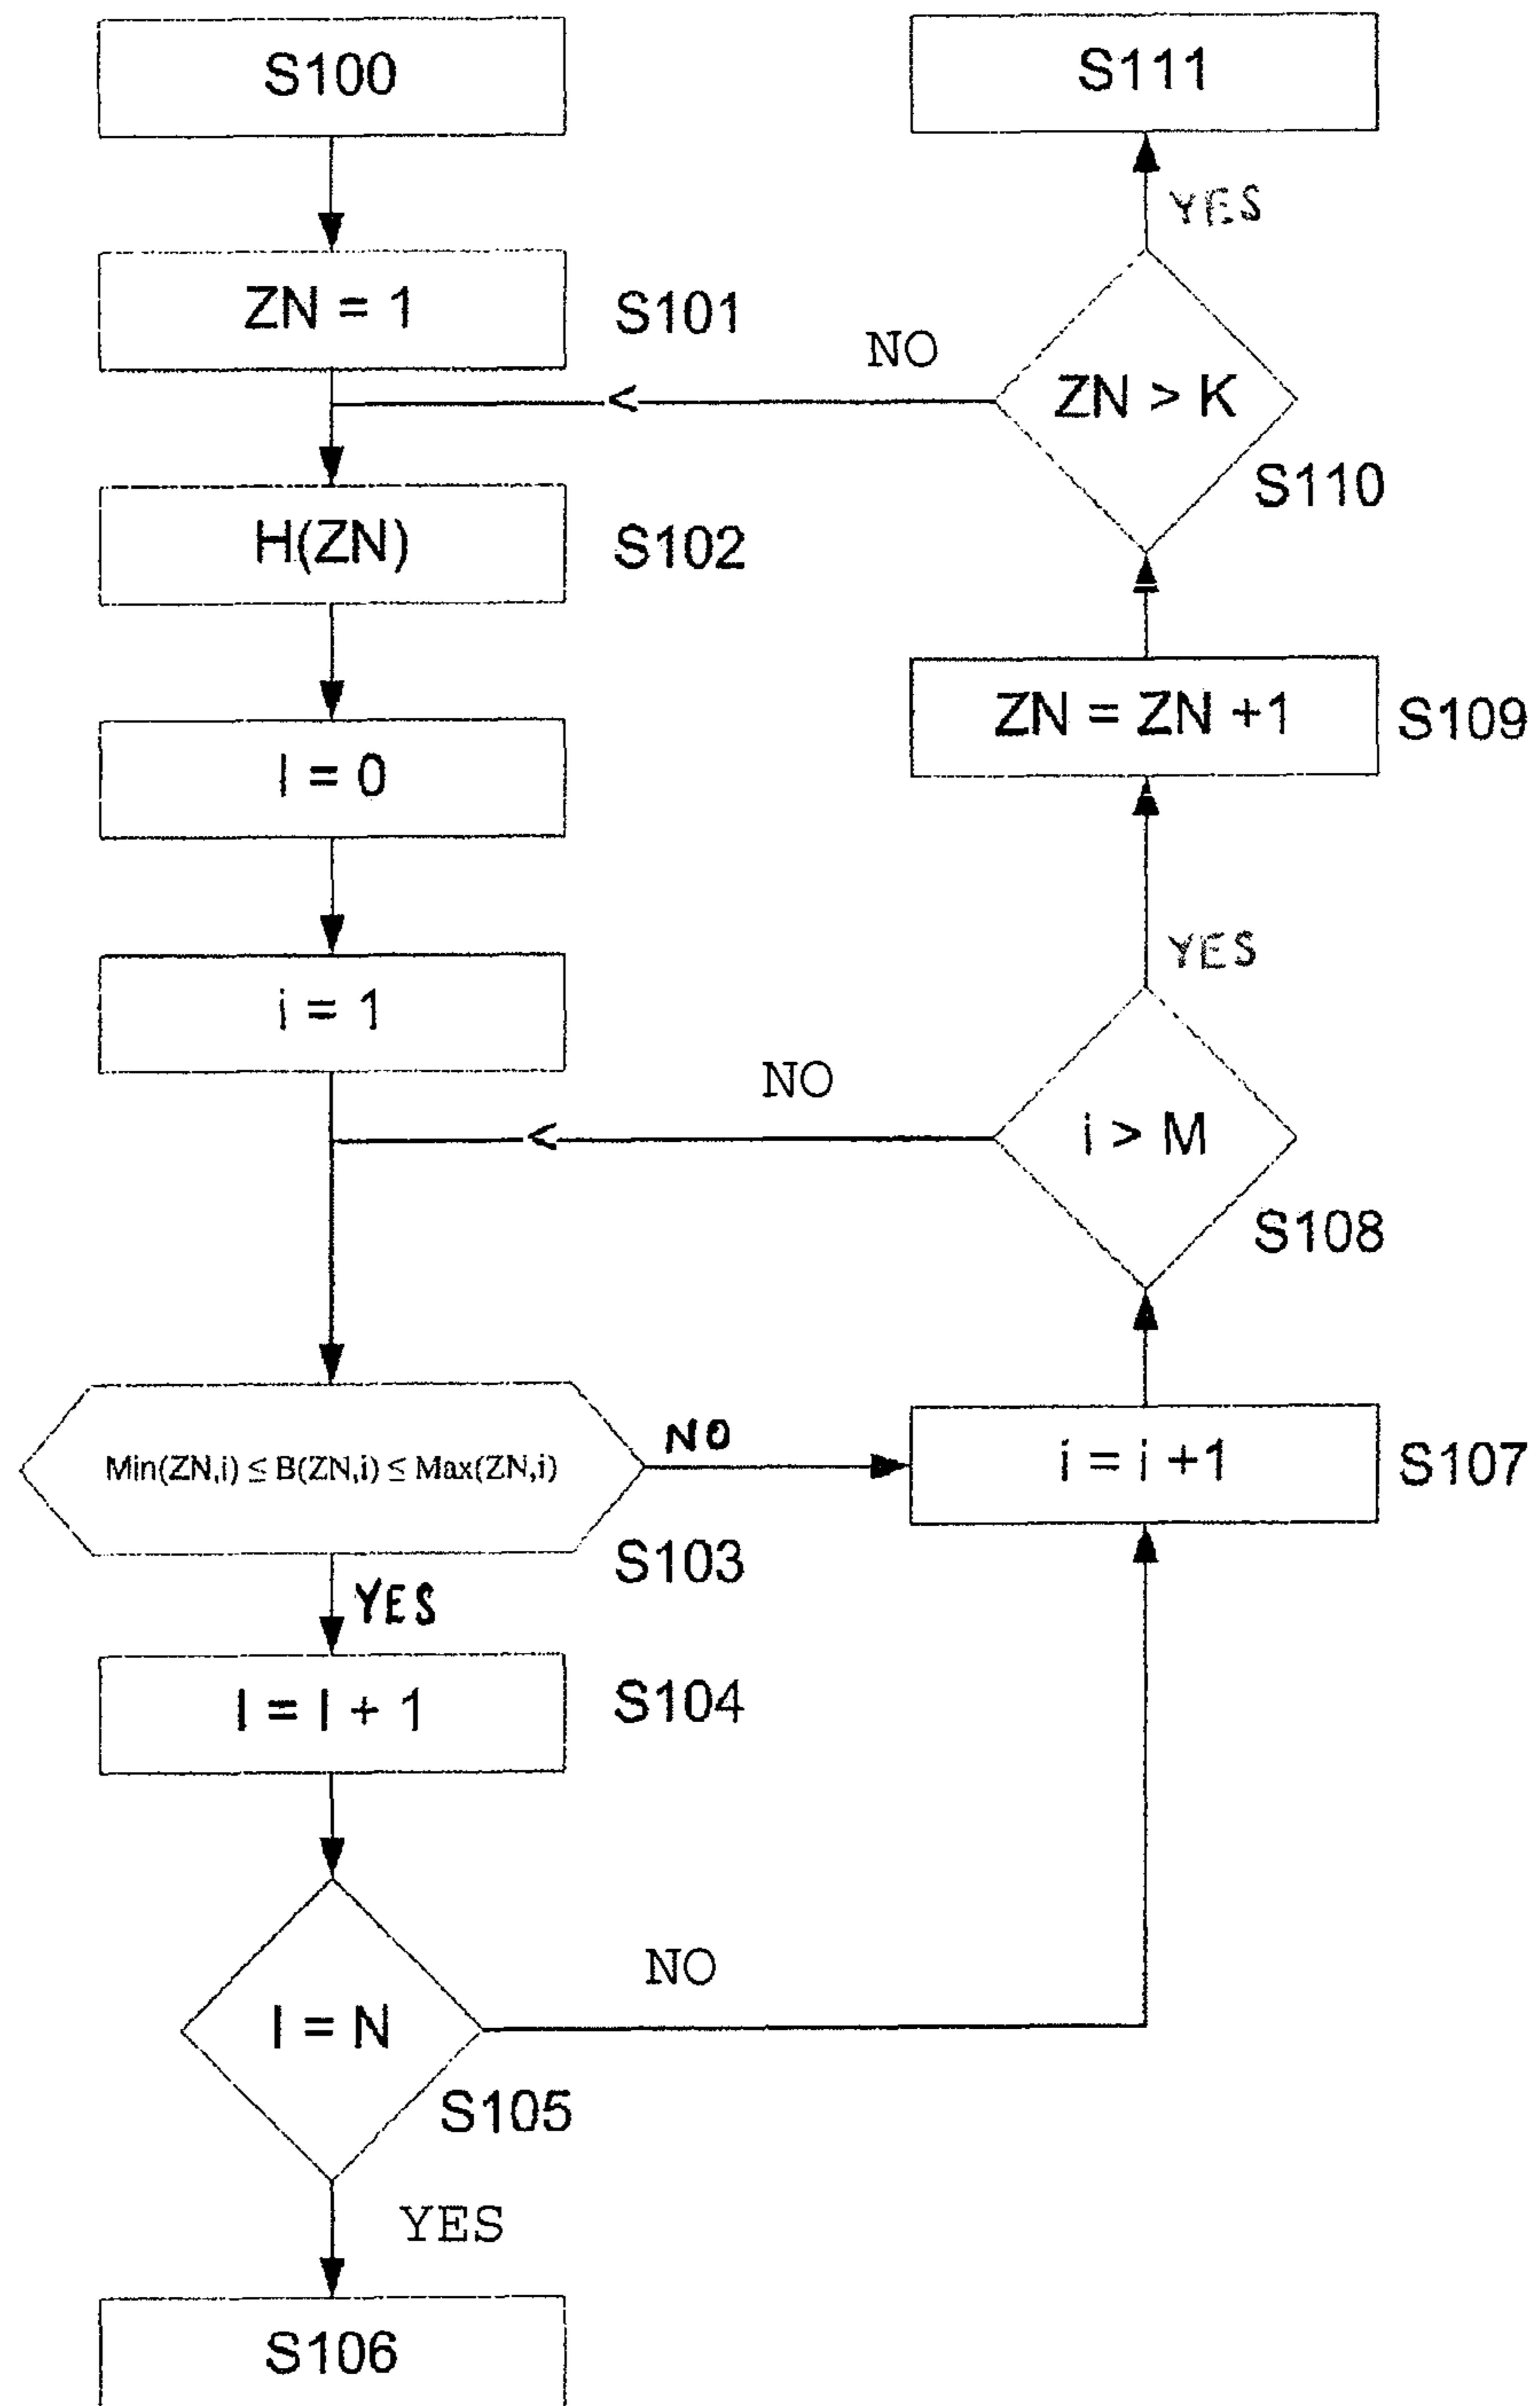 S100
ZN = 1
S101
H(ZN)
S102
I = 0
i = 1
Min(ZN,i) ≤ B(ZN,i) ≤ Max(ZN,i)
S103
NO
YES
I = I + 1
S104
I = N
S105
NO
YES
S106
i = i +1
S107
i > M
S108
NO
YES
ZN = ZN +1
S109
ZN > K
S110
NO
YES
S111